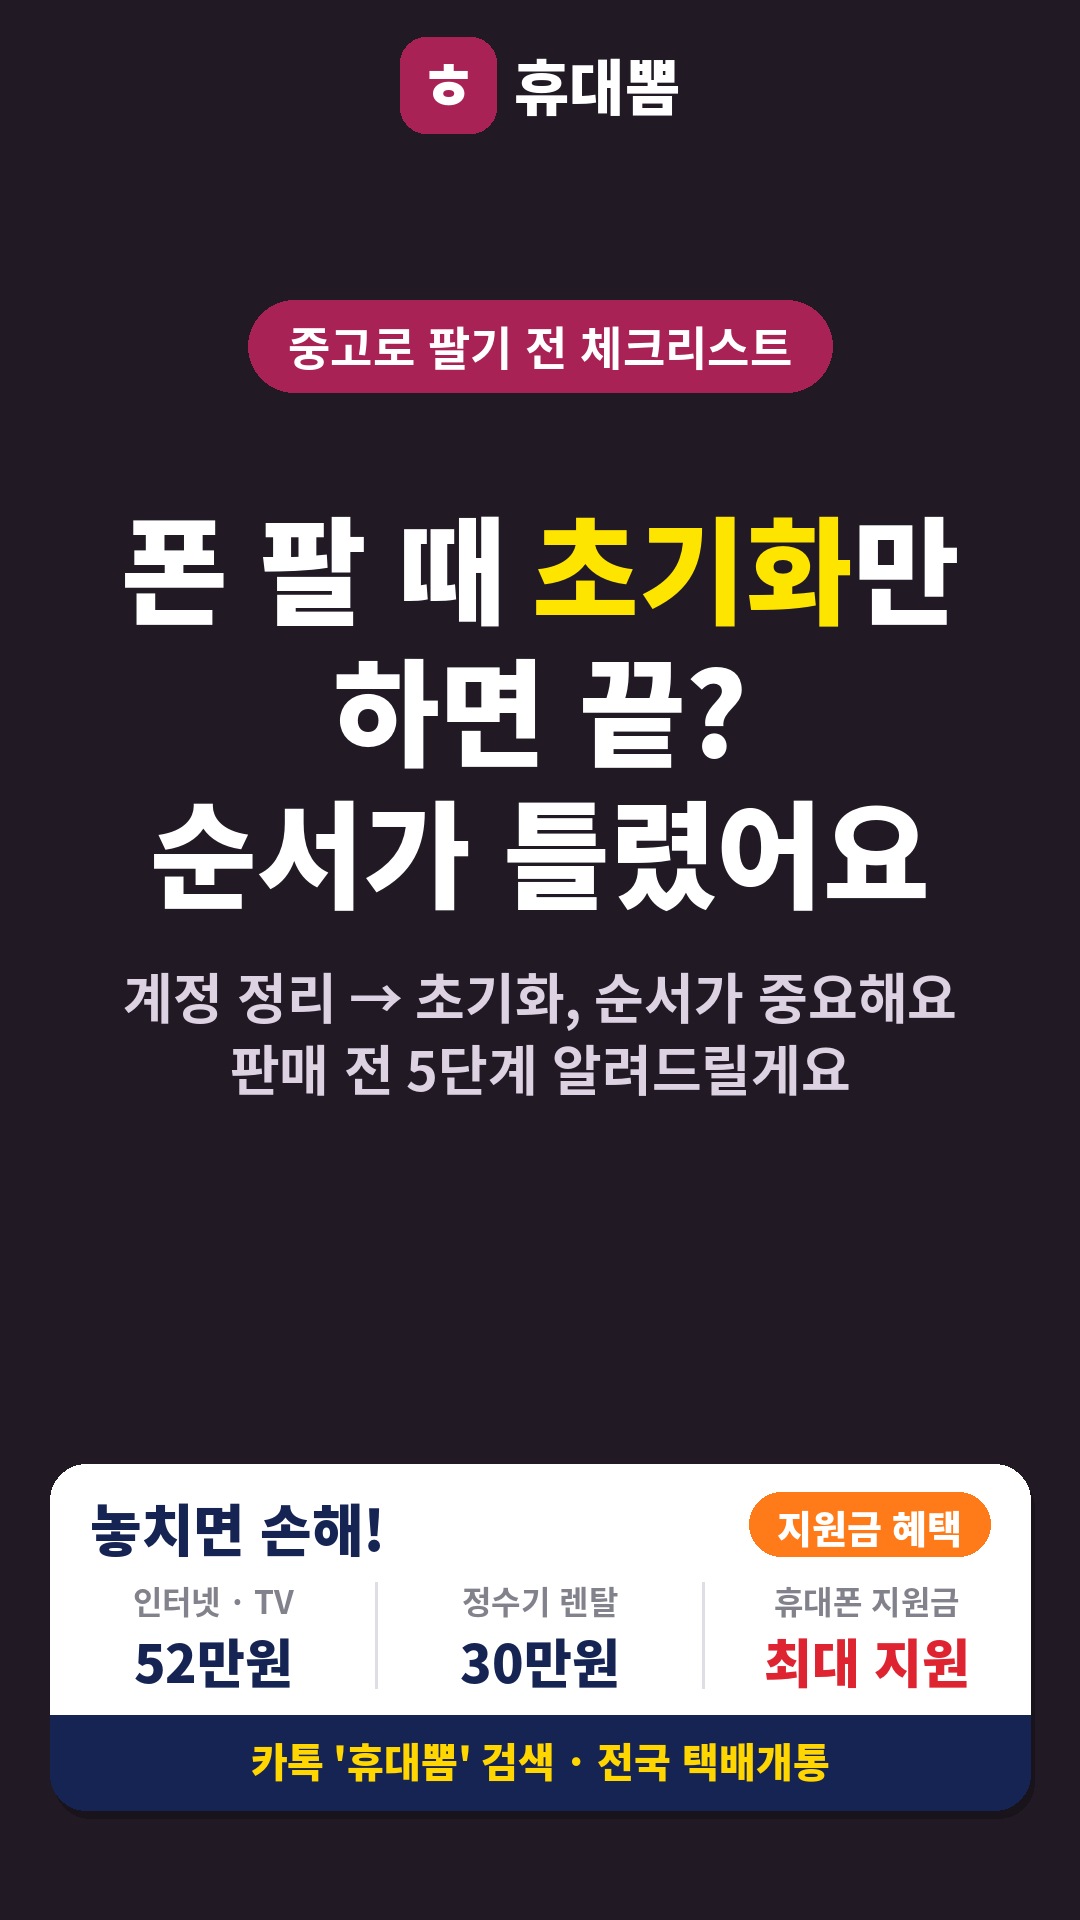 ㅎ 휴대뽐
중고로 팔기 전 체크리스트
폰 팔 때 초기화만
하면 끝?
순서가 틀렸어요
계정 정리 → 초기화, 순서가 중요해요
판매 전 5단계 알려드릴게요
놓치면 손해!
지원금 혜택
인터넷 · TV
52만원
정수기 렌탈
30만원
휴대폰 지원금
최대 지원
카톡 '휴대뽐' 검색 · 전국 택배개통